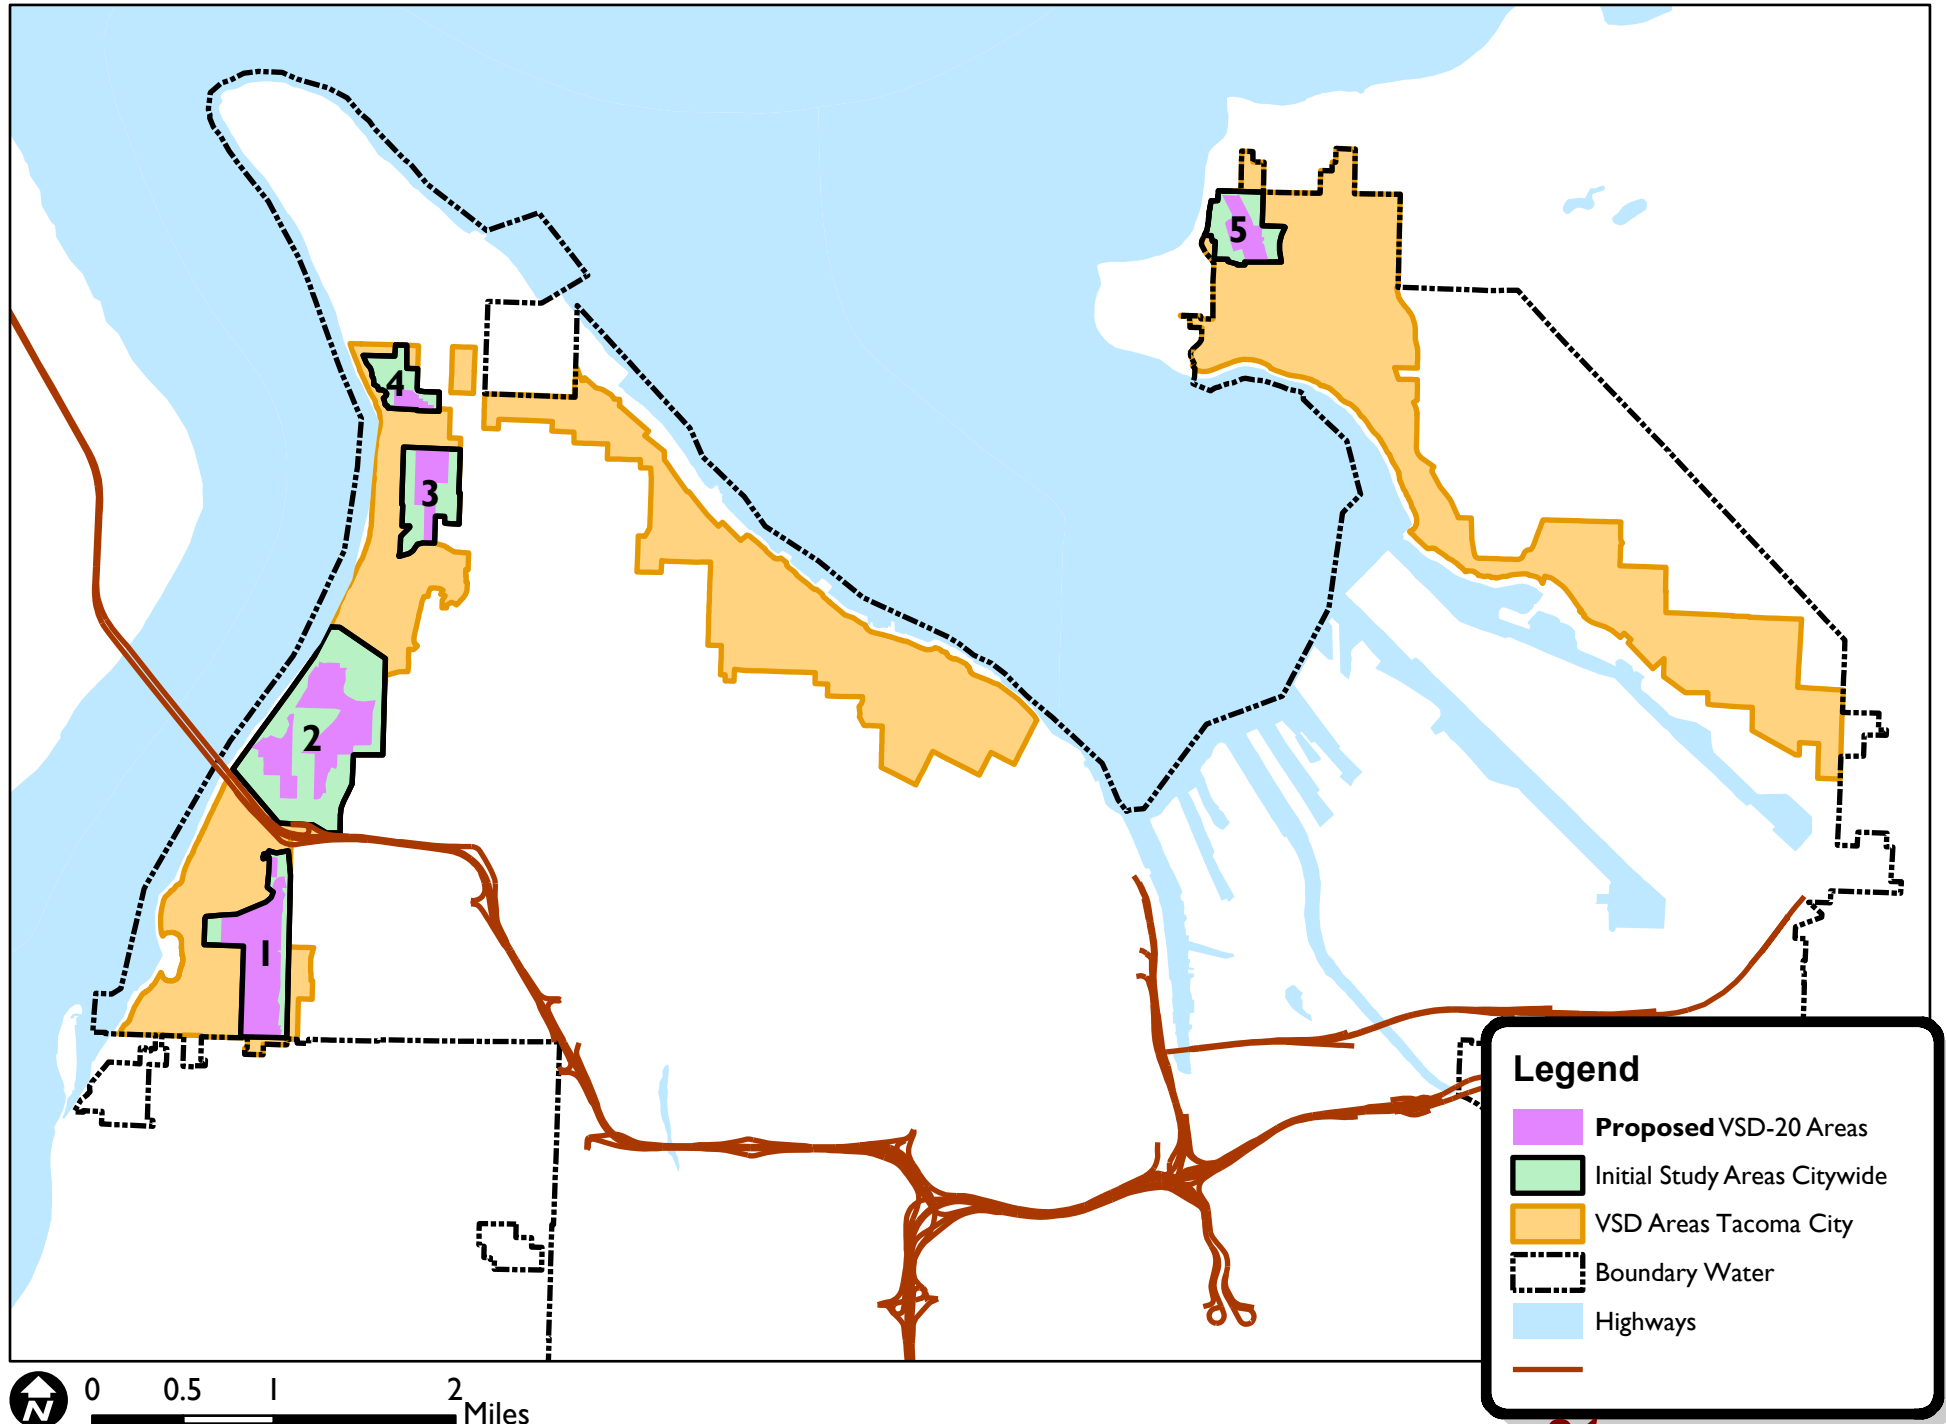 5
4
3
2
1
Legend
Proposed VSD-20 Areas
Initial Study Areas Citywide
VSD Areas Tacoma City
Boundary Water
Highways
N
0 0.5 1 2
Miles